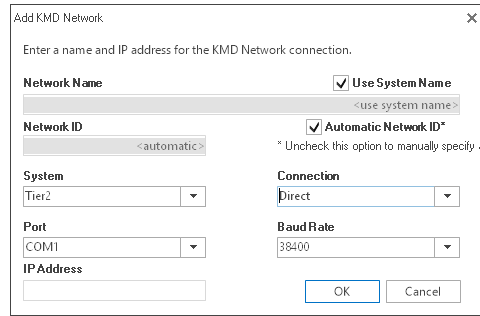 Add KMD Network
Enter a name and IP address for the KMD Network connection.
Network Name
Use System Name
<use system name>
Network ID
Automatic Network ID*
<automatic>
* Uncheck this option to manually specify
System
Connection
Tier2
Direct
Port
Baud Rate
COM1
38400
IP Address
OK
Cancel